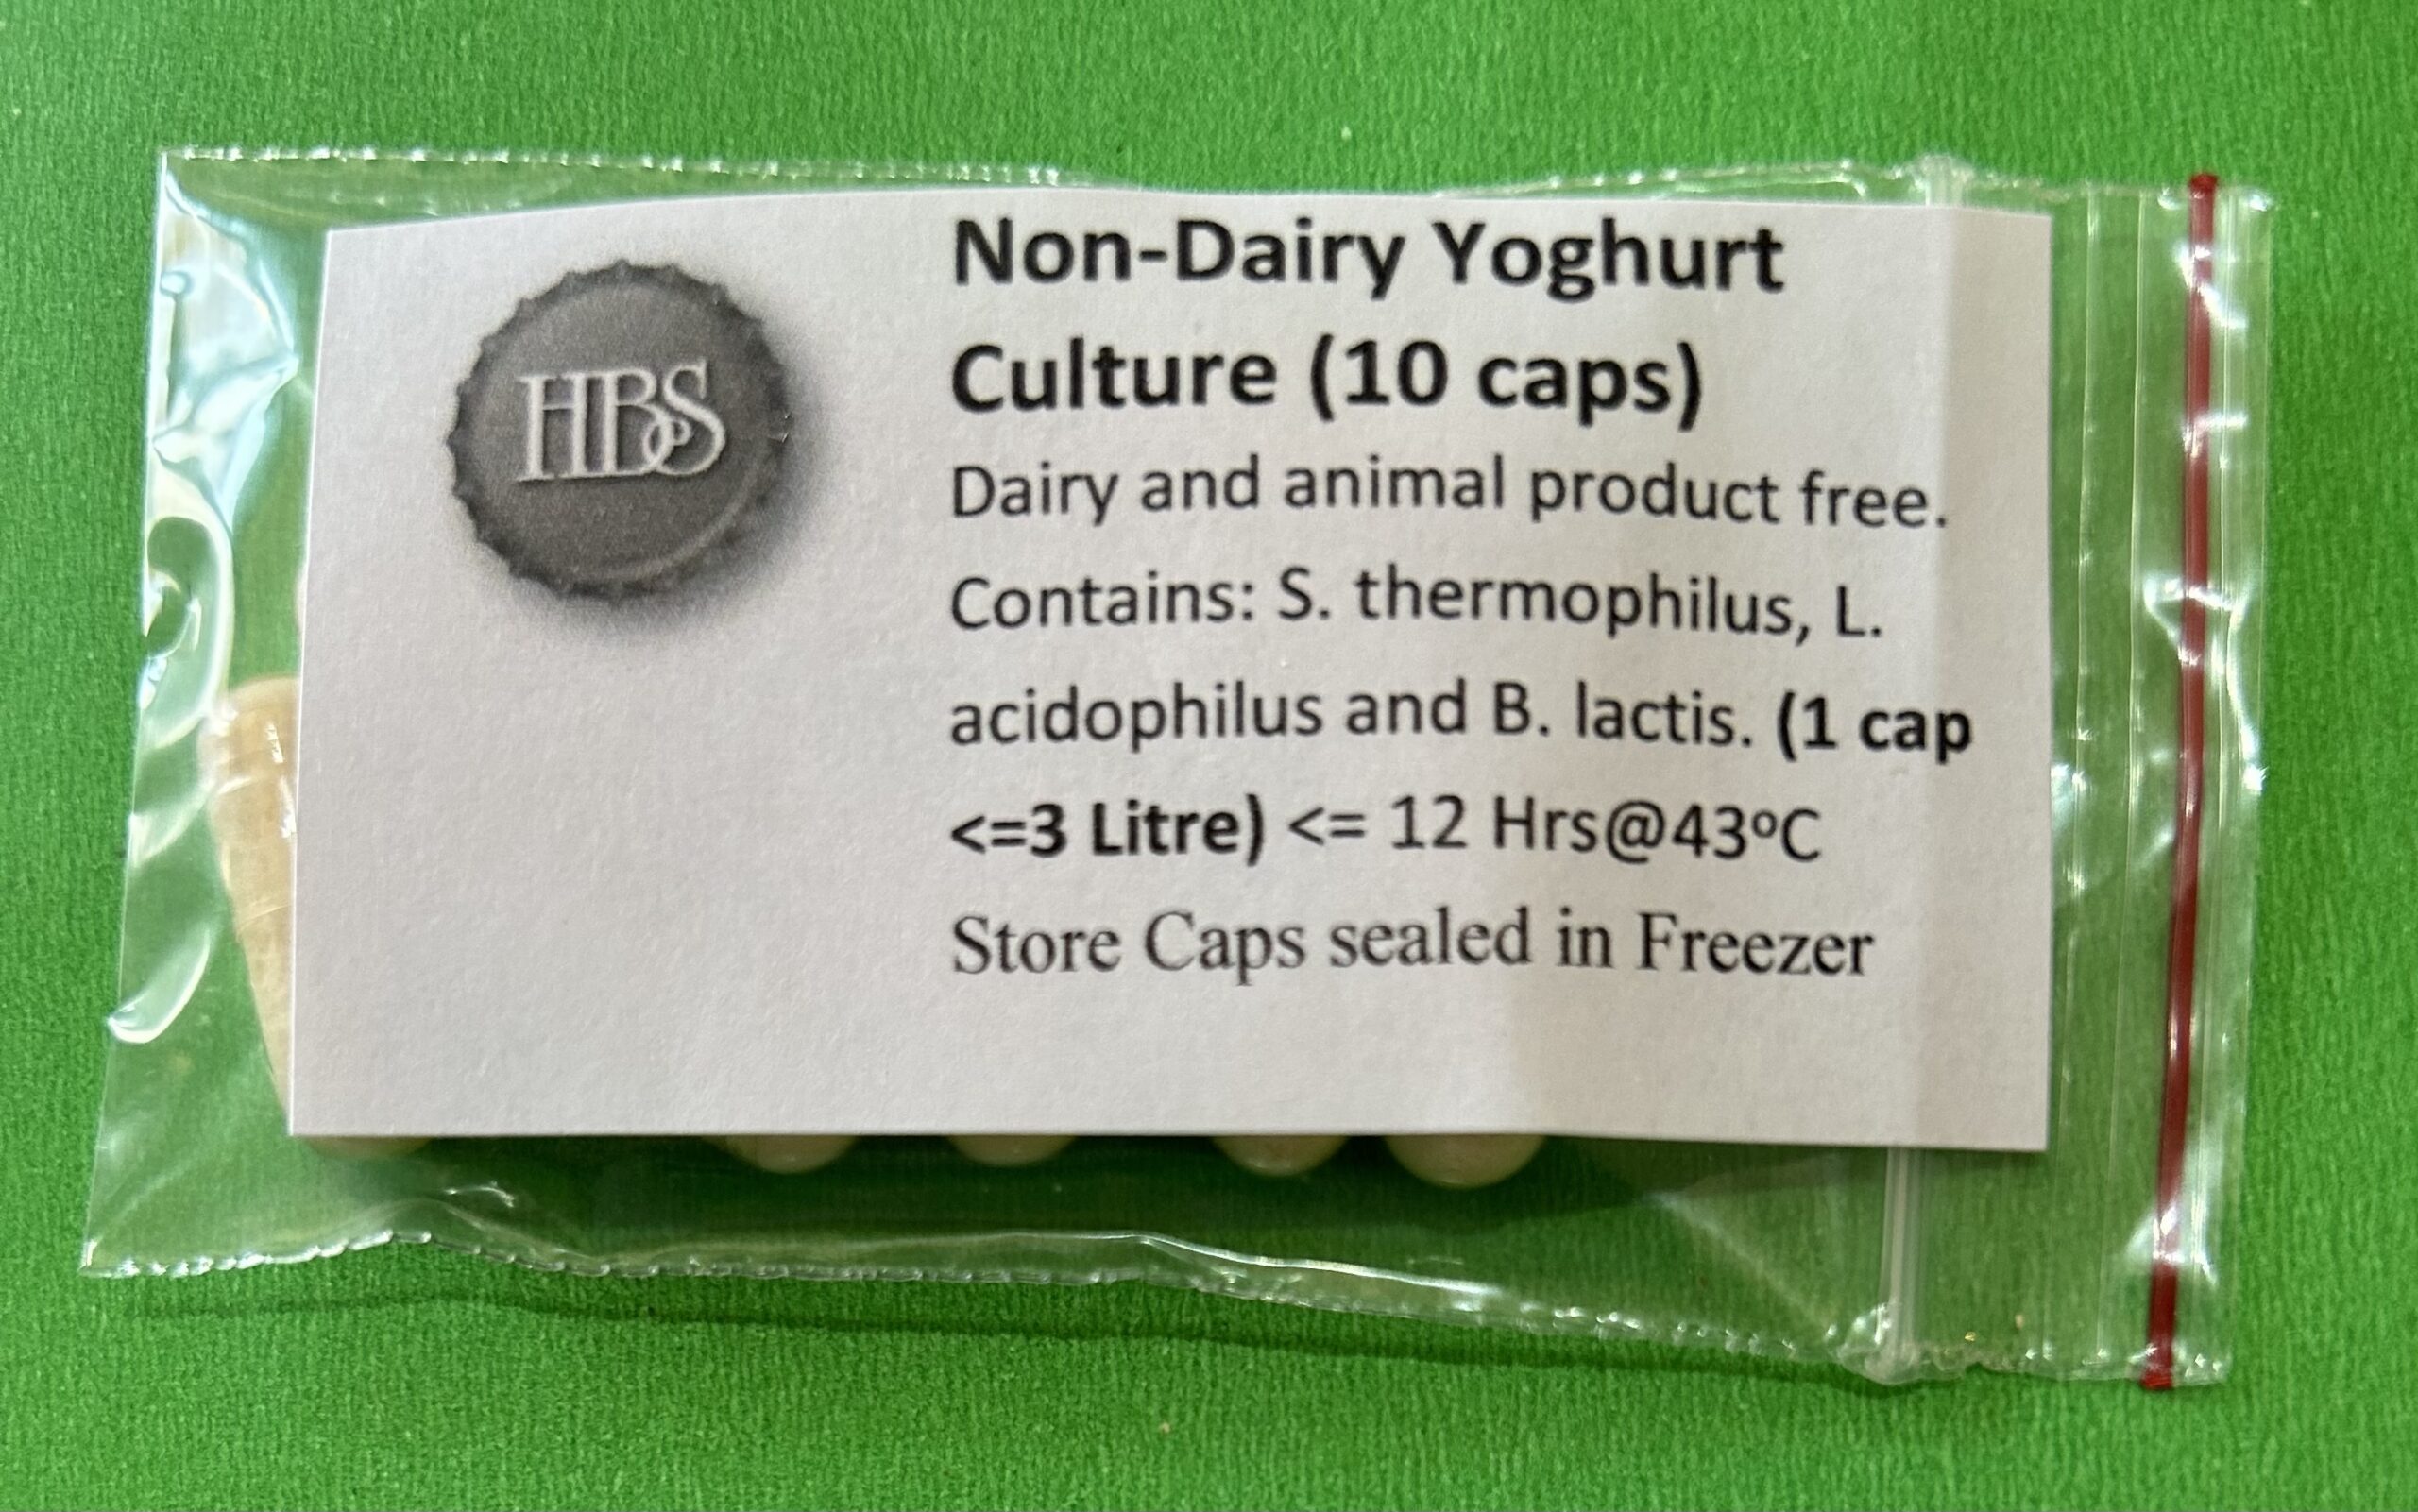 HBS
Non-Dairy Yoghurt
Culture (10 caps)
Dairy and animal product free.
Contains: S. thermophilus, L.
acidophilus and B. lactis. (1 cap
<=3 Litre) <= 12 Hrs@43ºC
Store Caps sealed in Freezer